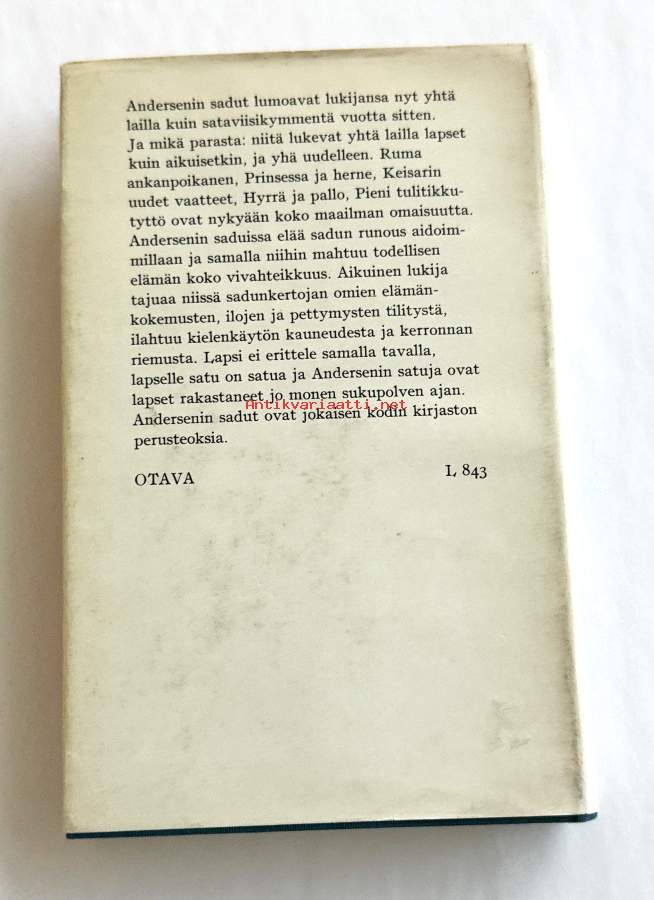 Andersenin sadut lumoavat lukijansa nyt yhtä
lailla kuin sataviisikymmentä vuotta sitten.
Ja mikä parasta: niitä lukevat yhtä lailla lapset
kuin aikuisetkin, ja yhä uudelleen. Ruma
ankanpoikanen, Prinsessa ja herne, Keisarin
uudet vaatteet, Hyrrä ja pallo, Pieni tulitikku-
tyttö ovat nykyään koko maailman omaisuutta.
Andersenin saduissa elää sadun runous aidoim-
millaan ja samalla niihin mahtuu todellisen
elämän koko vivahteikkuus. Aikuinen lukija
tajuaa niissä sadunkertojan omien elämän-
kokemusten, ilojen ja pettymysten tilitystä,
ilahtuu kielenkäytön kauneudesta ja kerronnan
riemusta. Lapsi ei erittele samalla tavalla,
lapselle satu on satua ja Andersenin satuja ovat
lapset rakastaneet jo monen sukupolven ajan.
Antikvariaatti.net
Andersenin sadut ovat jokaisen kodin kirjaston
perusteoksia.
OTAVA L 843